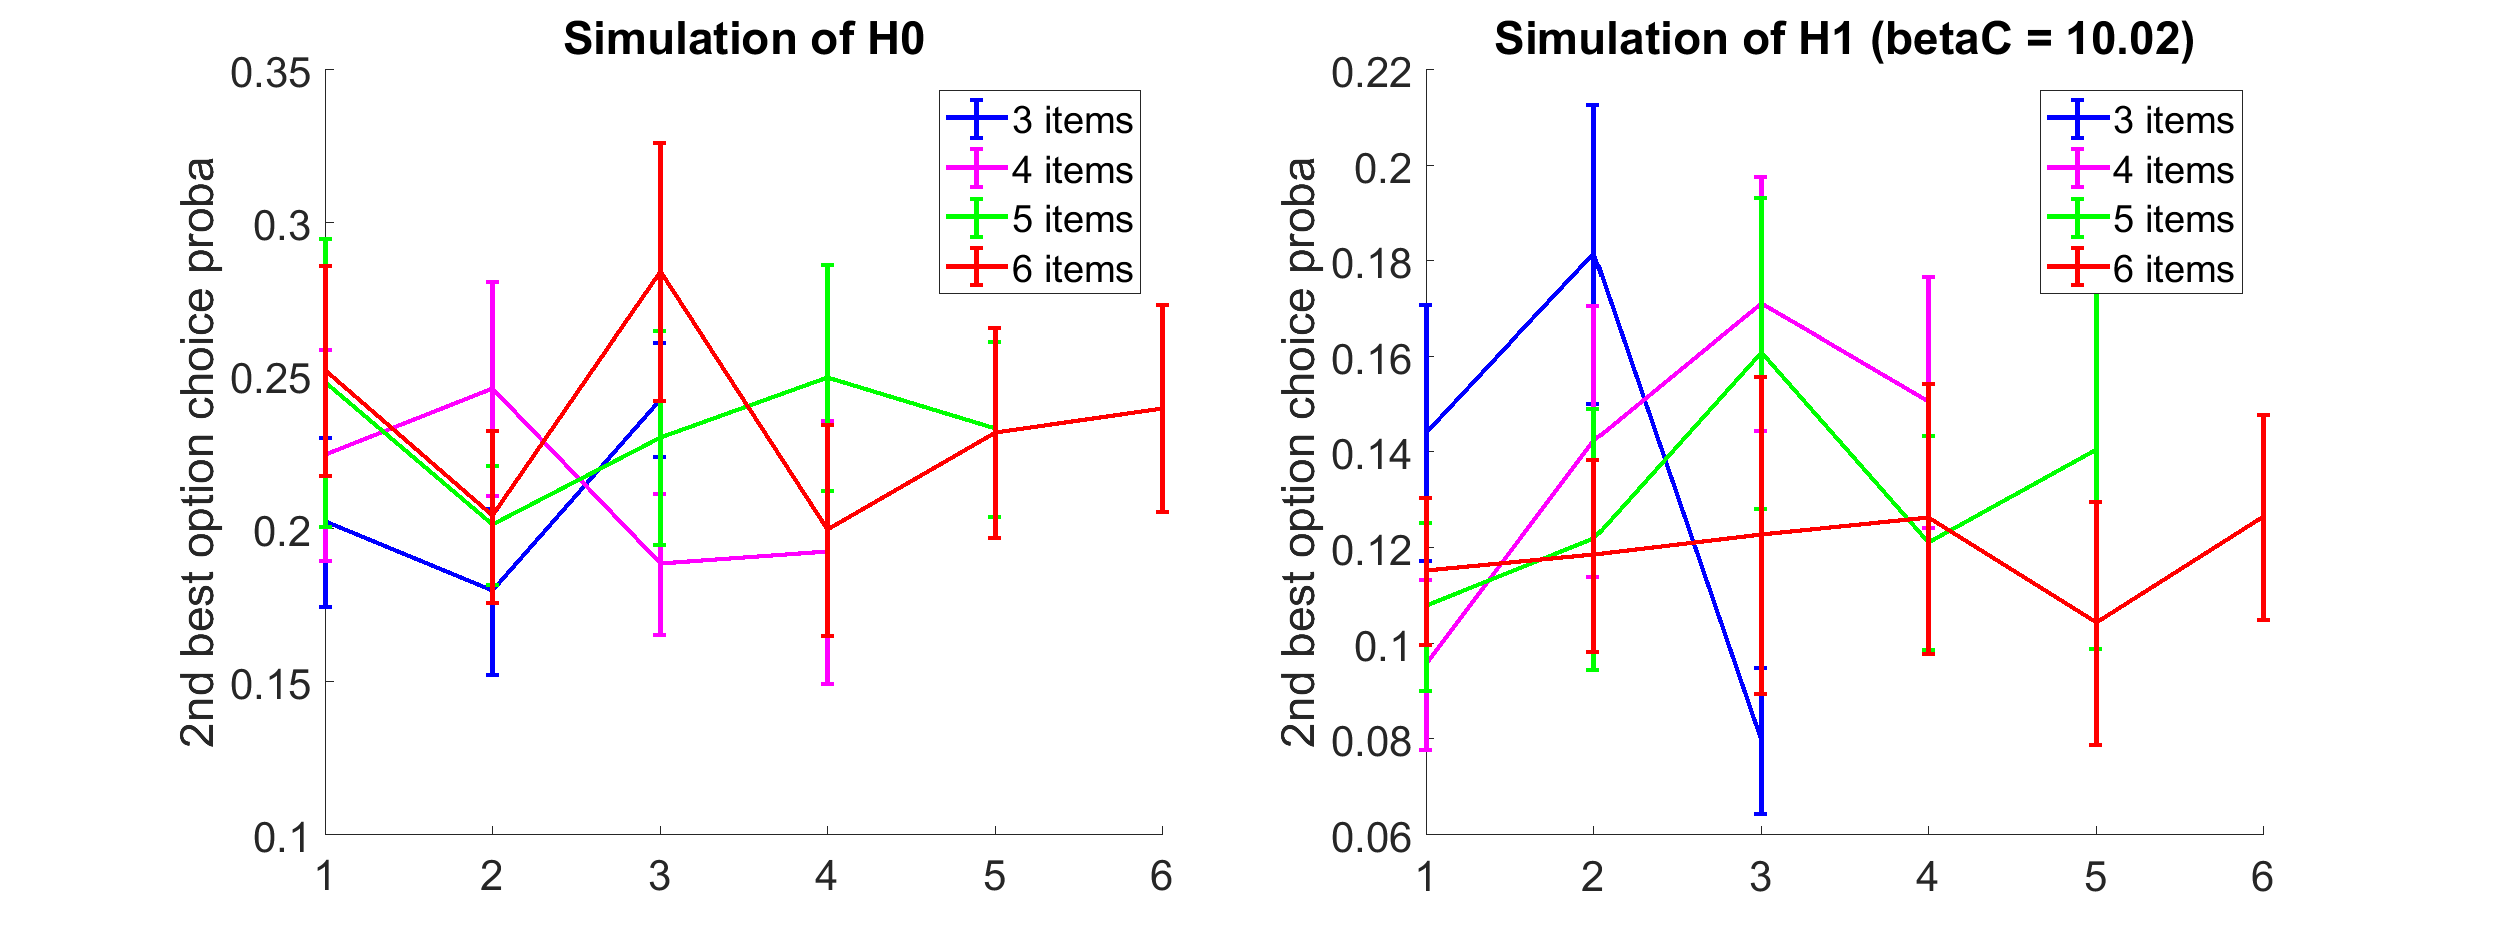 Simulation of H0
0.35
0.3
0.25
0.2
0.15
0.1
2nd best option choice proba
3 items
4 items
5 items
6 items
1 2 3 4 5 6
Simulation of H1 (betaC = 10.02)
0.22
0.2
0.18
0.16
0.14
0.12
0.1
0.08
0.06
2nd best option choice proba
3 items
4 items
5 items
6 items
1 2 3 4 5 6